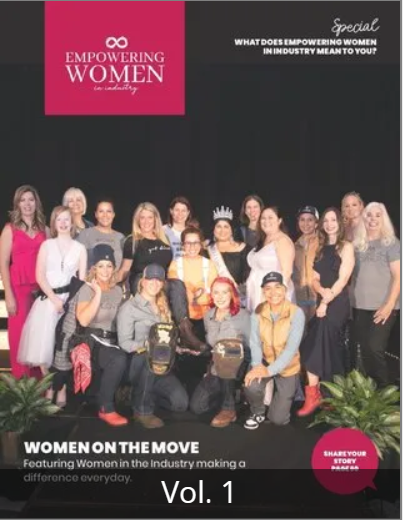 Special
WHAT DOES EMPOWERING WOMEN
IN INDUSTRY MEAN TO YOU?
EMPOWERING
WOMEN
in industry
WOMEN ON THE MOVE
Featuring Women in the Industry making a
difference everyday.
SHARE YOUR
STORY
Vol. 1